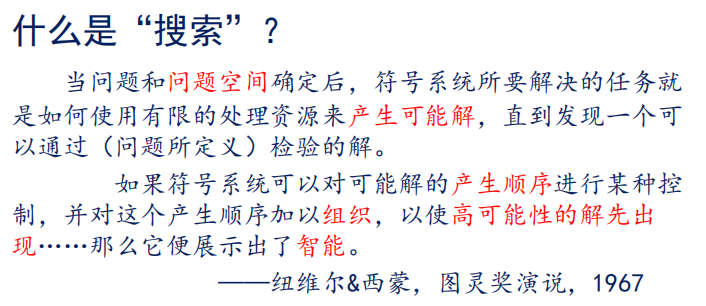 什么是“搜索”？
当问题和问题空间确定后，符号系统所要解决的任务就
是如何使用有限的处理资源来产生可能解，直到发现一个可
以通过（问题所定义）检验的解。
如果符号系统可以对可能解的产生顺序进行某种控
制，并对这个产生顺序加以组织，以使高可能性的解先出
现……那么它便展示出了智能。
——纽维尔&西蒙，图灵奖演说，1967